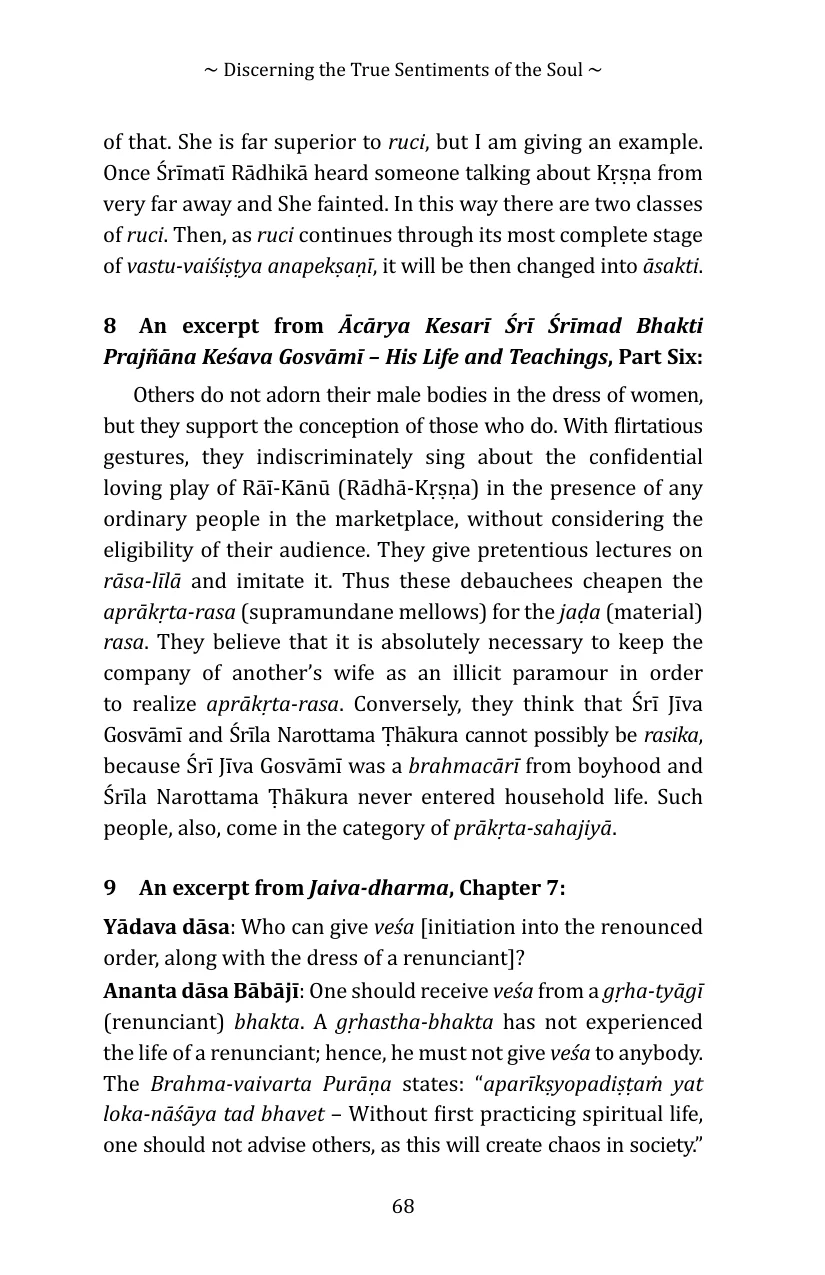 ~ Discerning the True Sentiments of the Soul ~
of that. She is far superior to ruci, but I am giving an example.
Once Śrīmatī Rādhikā heard someone talking about Kṛṣṇa from
very far away and She fainted. In this way there are two classes
of ruci. Then, as ruci continues through its most complete stage
of vastu-vaiśiṣṭya anapekṣaṇī, it will be then changed into āsakti.
8 An excerpt from Ācārya Kesarī Śrī Śrīmad Bhakti
Prajñāna Keśava Gosvāmī – His Life and Teachings, Part Six:
Others do not adorn their male bodies in the dress of women,
but they support the conception of those who do. With flirtatious
gestures, they indiscriminately sing about the confidential
loving play of Rāī-Kānū (Rādhā-Kṛṣṇa) in the presence of any
ordinary people in the marketplace, without considering the
eligibility of their audience. They give pretentious lectures on
rāsa-līlā and imitate it. Thus these debauchees cheapen the
aprākṛta-rasa (supramundane mellows) for the jaḍa (material)
rasa. They believe that it is absolutely necessary to keep the
company of another’s wife as an illicit paramour in order
to realize aprākṛta-rasa. Conversely, they think that Śrī Jīva
Gosvāmī and Śrīla Narottama Ṭhākura cannot possibly be rasika,
because Śrī Jīva Gosvāmī was a brahmacārī from boyhood and
Śrīla Narottama Ṭhākura never entered household life. Such
people, also, come in the category of prākṛta-sahajiyā.
9 An excerpt from Jaiva-dharma, Chapter 7:
Yādava dāsa: Who can give veśa [initiation into the renounced
order, along with the dress of a renunciant]?
Ananta dāsa Bābājī: One should receive veśa from a gṛha-tyāgī
(renunciant) bhakta. A gṛhastha-bhakta has not experienced
the life of a renunciant; hence, he must not give veśa to anybody.
The Brahma-vaivarta Purāṇa states: “aparīkṣyopadiṣṭaṁ yat
loka-nāśāya tad bhavet – Without first practicing spiritual life,
one should not advise others, as this will create chaos in society.”
68